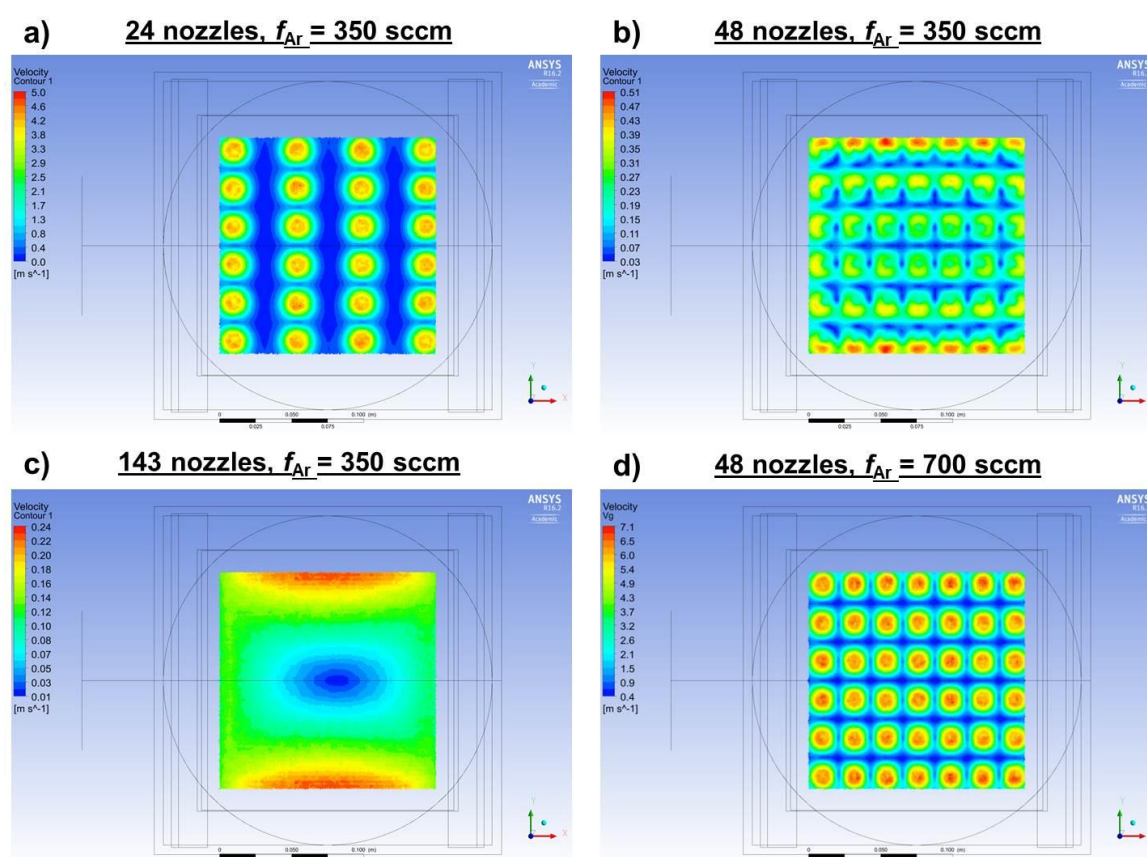 a) 24 nozzles, fAr = 350 sccm
Velocity
Contour 1
5.0
4.6
4.2
3.8
3.3
2.9
2.5
2.1
1.7
1.3
0.8
0.4
0.0
[m s^-1]
ANSYS
R16.2
Academic
0 0.050 0.100 (m)
0.025 0.075
Y
X
b) 48 nozzles, fAr = 350 sccm
Velocity
Contour 1
0.51
0.47
0.43
0.39
0.35
0.31
0.27
0.23
0.19
0.15
0.11
0.07
0.03
[m s^-1]
ANSYS
R16.2
Academic
0 0.050 0.100 (m)
0.025 0.075
Y
X
c) 143 nozzles, fAr = 350 sccm
Velocity
Contour 1
0.24
0.22
0.20
0.18
0.16
0.14
0.12
0.10
0.08
0.07
0.05
0.03
0.01
[m s^-1]
ANSYS
R16.2
Academic
0 0.050 0.100 (m)
Y
X
d) 48 nozzles, fAr = 700 sccm
Velocity
Vg
7.1
6.5
6.0
5.4
4.9
4.3
3.7
3.2
2.6
2.1
1.5
0.9
0.4
[m s^-1]
ANSYS
R16.2
Academic
0 0.050 0.100 (m)
Y
X